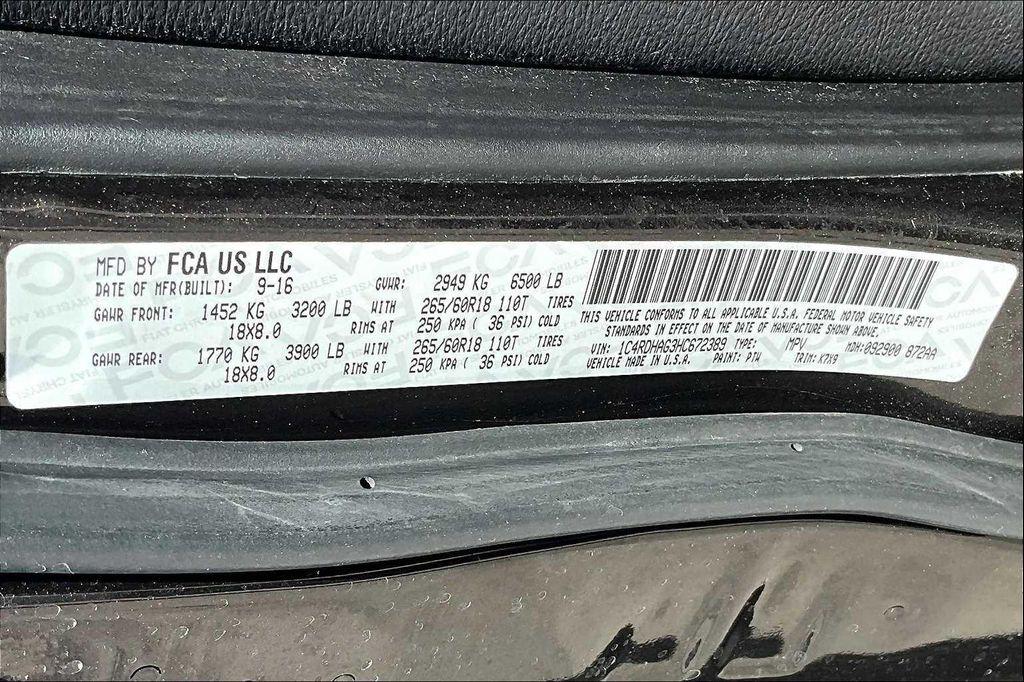 MFD BY FCA US LLC
DATE OF MFR(BUILT): 9-16 GVWR: 2949 KG 6500 LB
GAWR FRONT: 1452 KG 3200 LB WITH 265/60R18 110T TIRES
18X8.0 RIMS AT 250 KPA ( 36 PSI) COLD
GAWR REAR: 1770 KG 3900 LB WITH 265/60R18 110T TIRES
18X8.0 RIMS AT 250 KPA ( 36 PSI) COLD
THIS VEHICLE CONFORMS TO ALL APPLICABLE U.S.A. FEDERAL MOTOR VEHICLE SAFETY
STANDARDS IN EFFECT ON THE DATE OF MANUFACTURE SHOWN ABOVE.
VIN: 1C4RDHAG3HC672389 TYPE: MPV MDH:092900 872AA
VEHICLE MADE IN U.S.A. PAINT: PTW TRIM: K7X9